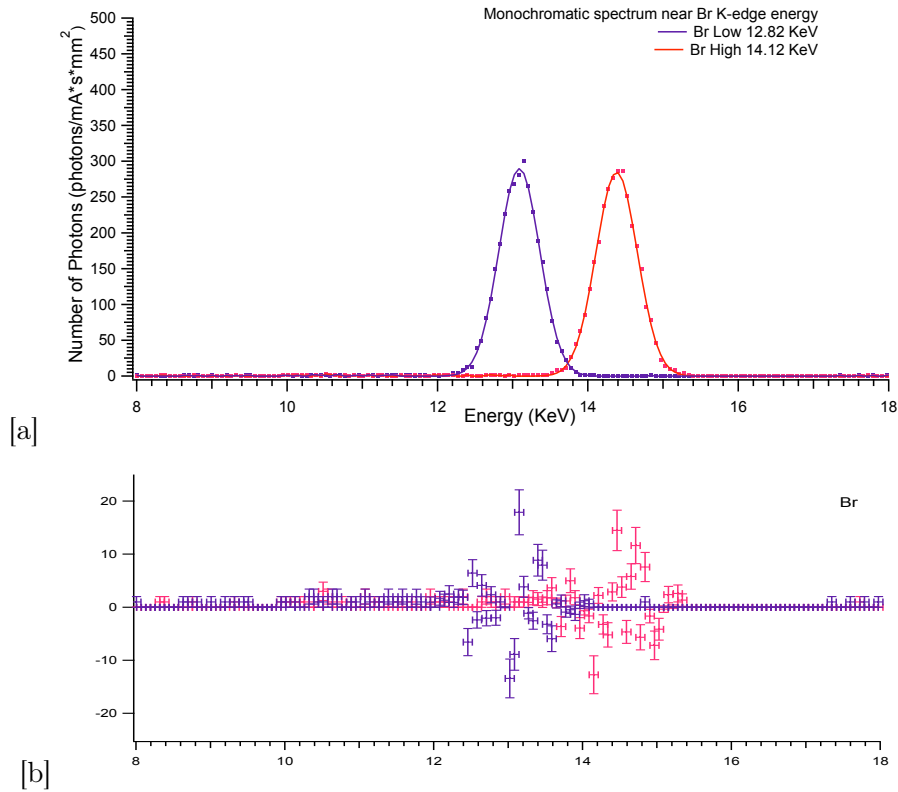 Monochromatic spectrum near Br K-edge energy
Br Low 12.82 KeV
Br High 14.12 KeV
Number of Photons (photons/mA*s*mm²)
500
450
400
350
300
250
200
150
100
50
0
8 10 12 14 16 18
Energy (KeV)
[a]
Br
20
10
0
-10
-20
8 10 12 14 16 18
[b]